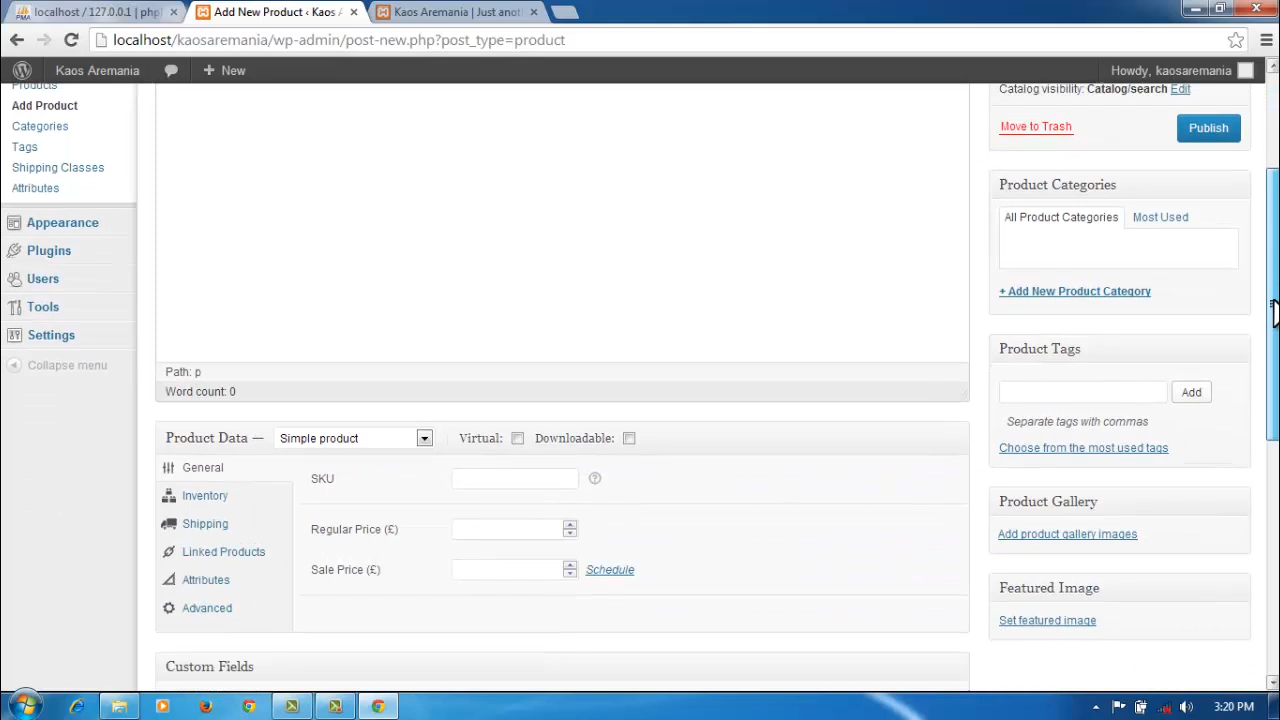 localhost / 127.0.0.1 | php
Add New Product ‹ Kaos A
Kaos Aremania | Just anot
localhost/kaosaremania/wp-admin/post-new.php?post_type=product
Kaos Aremania
New
Howdy, kaosaremania
Products
Add Product
Categories
Tags
Shipping Classes
Attributes
Appearance
Plugins
Users
Tools
Settings
Collapse menu
Path: p
Word count: 0
Product Data —
Simple product
Virtual:
Downloadable:
General
Inventory
Shipping
Linked Products
Attributes
Advanced
SKU
Regular Price (£)
Sale Price (£)
Schedule
Custom Fields
Catalog visibility: Catalog/search Edit
Move to Trash
Publish
Product Categories
All Product Categories
Most Used
+ Add New Product Category
Product Tags
Add
Separate tags with commas
Choose from the most used tags
Product Gallery
Add product gallery images
Featured Image
Set featured image
3:20 PM